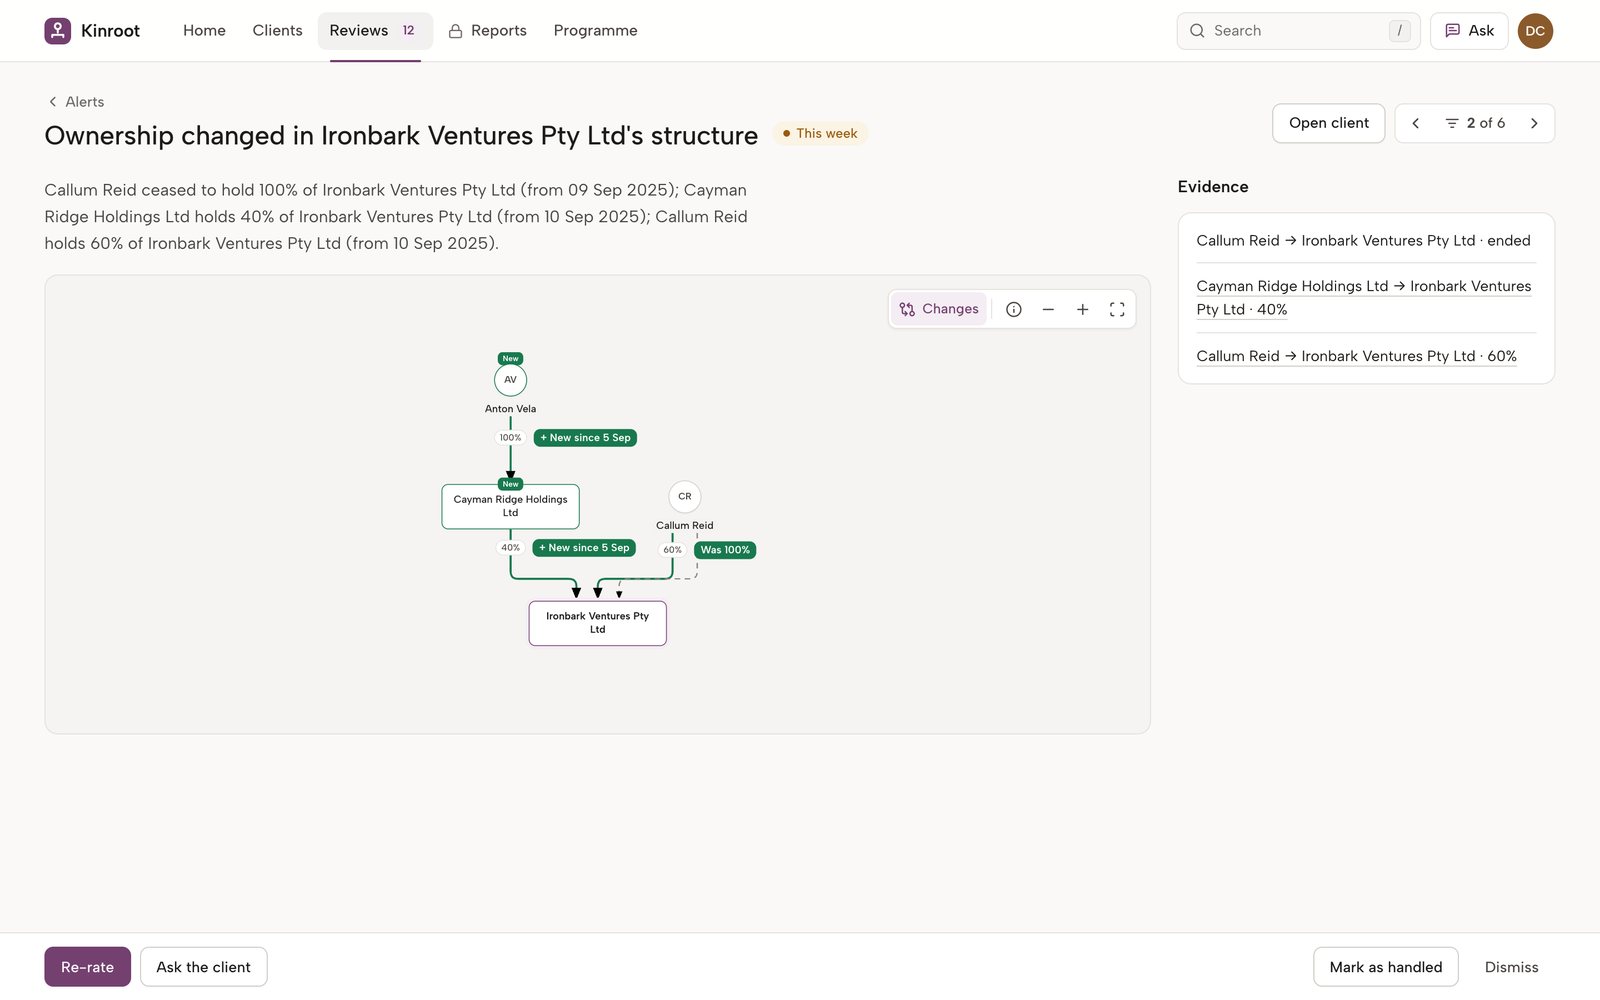 Kinroot
Home
Clients
Reviews 12
Reports
Programme
Search /
Ask
DC
Alerts
Ownership changed in Ironbark Ventures Pty Ltd's structure
This week
Open client
2 of 6
Callum Reid ceased to hold 100% of Ironbark Ventures Pty Ltd (from 09 Sep 2025); Cayman
Ridge Holdings Ltd holds 40% of Ironbark Ventures Pty Ltd (from 10 Sep 2025); Callum Reid
holds 60% of Ironbark Ventures Pty Ltd (from 10 Sep 2025).
Evidence
Callum Reid → Ironbark Ventures Pty Ltd · ended
Cayman Ridge Holdings Ltd → Ironbark Ventures
Pty Ltd · 40%
Callum Reid → Ironbark Ventures Pty Ltd · 60%
Changes
New
AV
Anton Vela
100%
+ New since 5 Sep
New
Cayman Ridge Holdings
Ltd
CR
Callum Reid
40%
+ New since 5 Sep
60%
Was 100%
Ironbark Ventures Pty
Ltd
Re-rate
Ask the client
Mark as handled
Dismiss